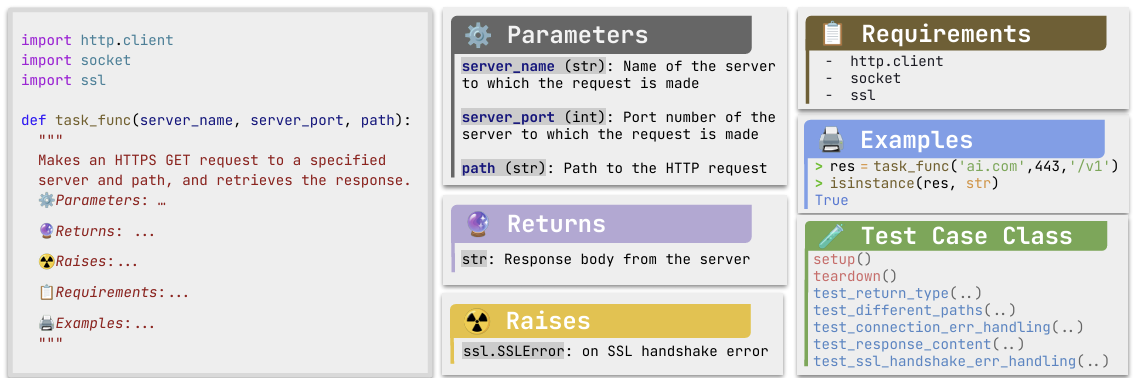 import http.client
import socket
import ssl
def task_func(server_name, server_port, path):
"""
Makes an HTTPS GET request to a specified
server and path, and retrieves the response.
⚙️Parameters: …
🔮Returns: ...
☢️Raises:...
📋Requirements:...
🖨️Examples:...
"""
⚙️ Parameters
server_name (str): Name of the server
to which the request is made
server_port (int): Port number of the
server to which the request is made
path (str): Path to the HTTP request
🔮 Returns
str: Response body from the server
☢️ Raises
ssl.SSLError: on SSL handshake error
📋 Requirements
- http.client
- socket
- ssl
🖨️ Examples
> res = task_func('ai.com',443,'/v1')
> isinstance(res, str)
True
🧪 Test Case Class
setup()
teardown()
test_return_type(..)
test_different_paths(..)
test_connection_err_handling(..)
test_response_content(..)
test_ssl_handshake_err_handling(..)